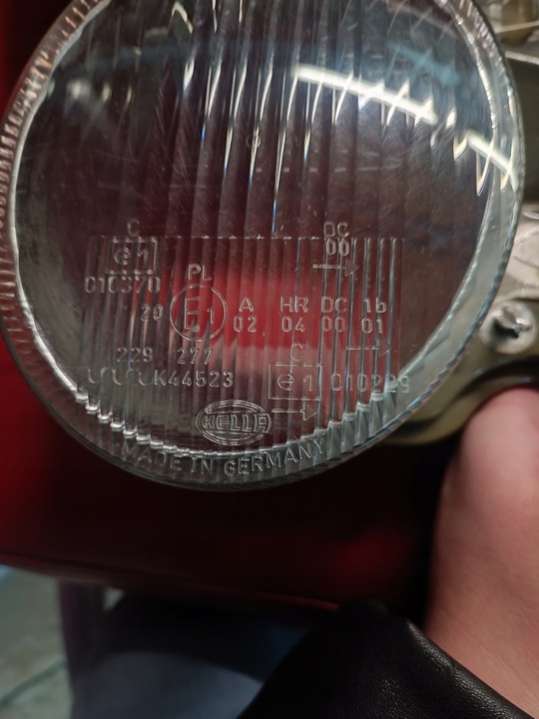 C DC
e1 00
010370
PL
20 E1 A HR DC 1b
02 04 00 01
C
229 277
K44523 e1
HELLA
MADE IN GERMANY